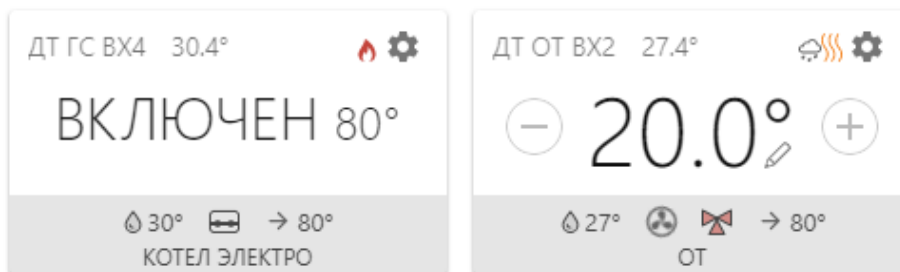 ДТ ГС ВХ4 30.4°
ВКЛЮЧЕН 80°
30° → 80°
КОТЕЛ ЭЛЕКТРО
ДТ ОТ ВХ2 27.4°
20.0°
27° → 80°
ОТ